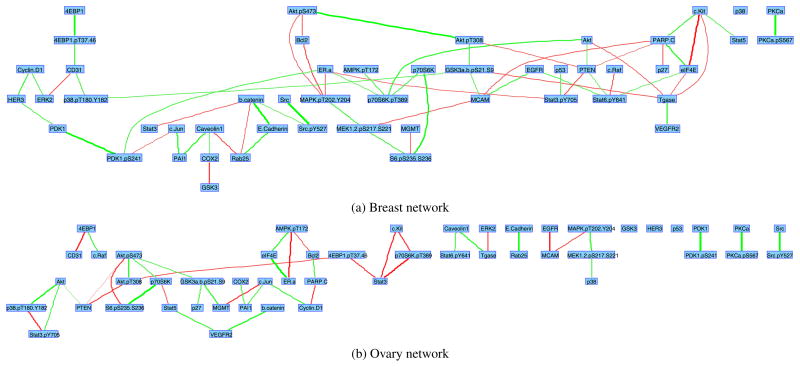 4EBP1 Akt.pS473 c.Kit p38 PKCa
4EBP1.pT37.46 Bcl2 Akt.pT308 Akt PARP.C Stab5 PKCa.pS567
Cyclin.D1 CD31 ER.a AMPK.pT172 p70S6K GSK3a.b.pS21.S9 EGFR p53 PTEN c.Raf p27 eIF4E
HER3 ERK2 p38.pT180.Y182 MAPK.pT202.Y204 p70S6K.pT389 MCAM Stat3.pY705 Stat6.pY641 Tgase
PDK1 Stat3 c.Jun Caveolin1 b.catenin Src E.Cadherin Src.pY527 MEK1.2.pS217.S221 MGMT VEGFR2
PDK1.pS241 PAI1 COX2 Rab25 S6.pS235.S236
GSK3
(a) Breast network
4EBP1 AMPK.pT172 c.Kit Caveolin1 ERK2 E.Cadherin EGFR MAPK.pT202.Y204 GSK3 HER3 p53 PDK1 PKCa Src
CD31 c.Raf Akt.pS473 eIF4E Bcl2 4EBP1.pT37.46 p70S6K.pT389 Stat6.pY641 Tgase Rab25 MCAM MEK1.2.pS217.S221 PDK1.pS241 PKCa.pS567 Src.pY527
Akt Akt.pT308 p70S6K GSK3a.b.pS21.S9 COX2 c.Jun ER.a PARP.C Stat3 p38
p38.pT180.Y182 PTEN S6.pS235.S236 Stat5 p27 MGMT PAI1 b.catenin Cyclin.D1
Stat3.pY705 VEGFR2
(b) Ovary network